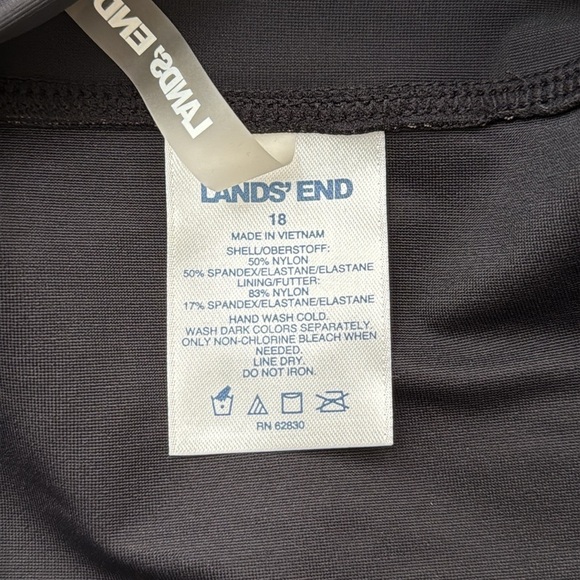 LANDS' END
LANDS' END
18
MADE IN VIETNAM
SHELL/OBERSTOFF:
50% NYLON
50% SPANDEX/ELASTANE/ELASTANE
LINING/FUTTER:
83% NYLON
17% SPANDEX/ELASTANE/ELASTANE
HAND WASH COLD.
WASH DARK COLORS SEPARATELY.
ONLY NON-CHLORINE BLEACH WHEN
NEEDED.
LINE DRY.
DO NOT IRON.
RN 62830